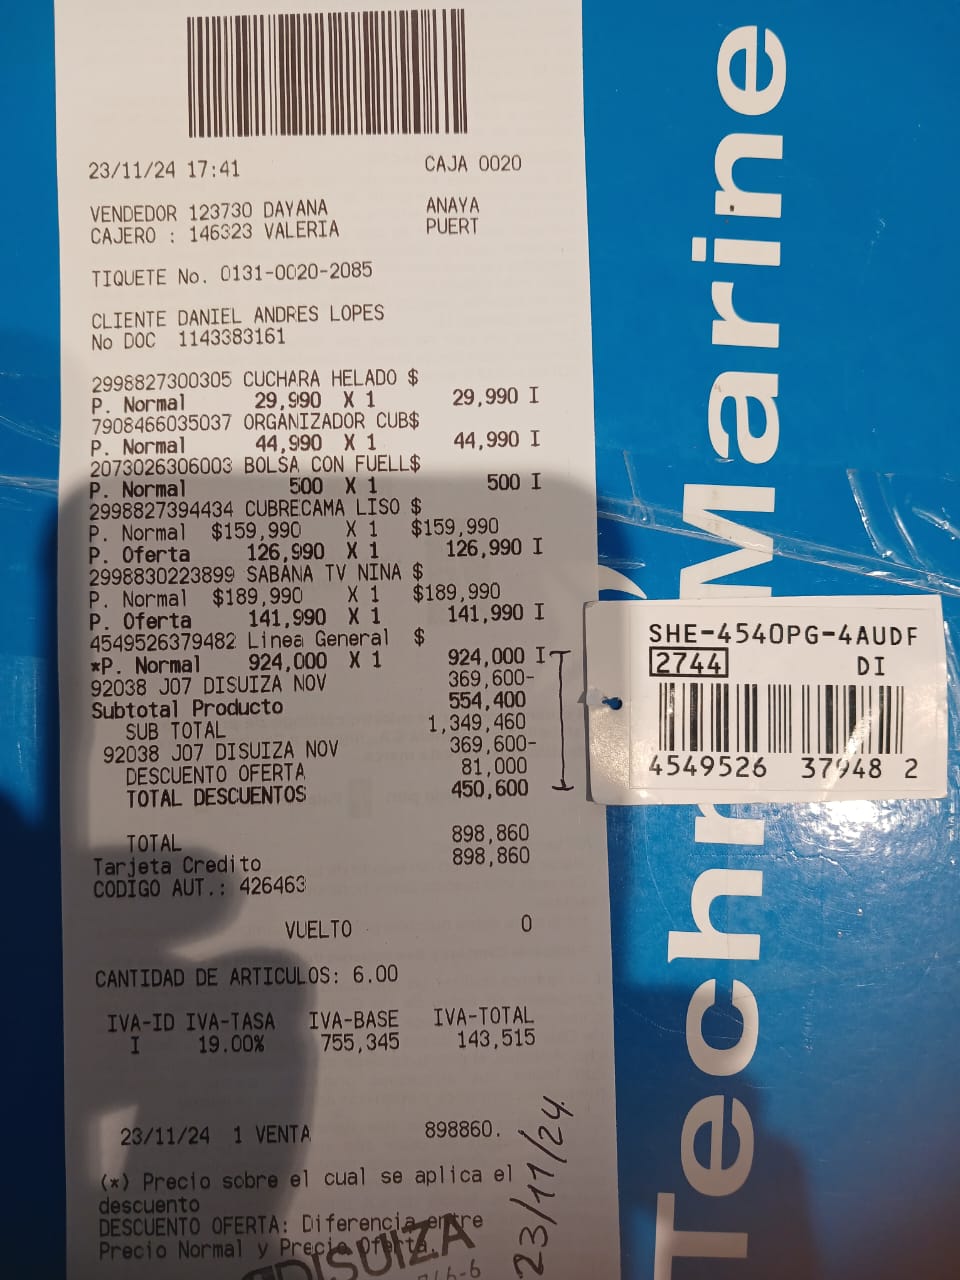 23/11/24 17:41 CAJA 0020
VENDEDOR 123730 DAYANA ANAYA
CAJERO : 146323 VALERIA PUERT
TIQUETE No. 0131-0020-2085
CLIENTE DANIEL ANDRES LOPES
No DOC 1143383161
2998827300305 CUCHARA HELADO $
P. Normal 29,990 X 1 29,990 I
7908466035037 ORGANIZADOR CUB$
P. Normal 44,990 X 1 44,990 I
2073026306003 BOLSA CON FUELL$
P. Normal 500 X 1 500 I
2998827394434 CUBRECAMA LISO $
P. Normal $159,990 X 1 $159,990
P. Oferta 126,990 X 1 126,990 I
2998830223899 SABANA TV NINA $
P. Normal $189,990 X 1 $189,990
P. Oferta 141,990 X 1 141,990 I
4549526379482 Linea General $
*P. Normal 924,000 X 1 924,000 I
92038 J07 DISUIZA NOV 369,600-
Subtotal Producto 554,400
SUB TOTAL 1,349,460
92038 J07 DISUIZA NOV 369,600-
DESCUENTO OFERTA 81,000
TOTAL DESCUENTOS 450,600
TOTAL 898,860
Tarjeta Credito 898,860
CODIGO AUT.: 426463
VUELTO 0
CANTIDAD DE ARTICULOS: 6.00
IVA-ID IVA-TASA IVA-BASE IVA-TOTAL
I 19.00% 755,345 143,515
23/11/24 1 VENTA 898860.
(*) Precio sobre el cual se aplica el
descuento
DESCUENTO OFERTA: Diferencia entre
Precio Normal y Precio Oferta.
DISUIZA
23/11/24
SHE-4540PG-4AUDF
2744 DI
4549526 37948 2
TechnoMarine